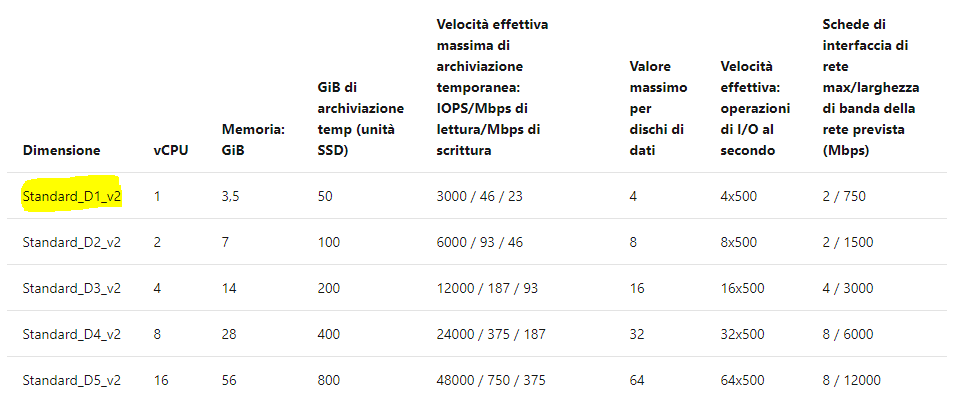 Dimensione
vCPU
Memoria:
GiB
GiB di
archiviazione
temp (unità
SSD)
Velocità effettiva
massima di
archiviazione
temporanea:
IOPS/Mbps di
lettura/Mbps di
scrittura
Valore
massimo
per
dischi di
dati
Velocità
effettiva:
operazioni
di I/O al
secondo
Schede di
interfaccia di
rete
max/larghezza
di banda della
rete prevista
(Mbps)
Standard_D1_v2 1 3,5 50 3000 / 46 / 23 4 4x500 2 / 750
Standard_D2_v2 2 7 100 6000 / 93 / 46 8 8x500 2 / 1500
Standard_D3_v2 4 14 200 12000 / 187 / 93 16 16x500 4 / 3000
Standard_D4_v2 8 28 400 24000 / 375 / 187 32 32x500 8 / 6000
Standard_D5_v2 16 56 800 48000 / 750 / 375 64 64x500 8 / 12000